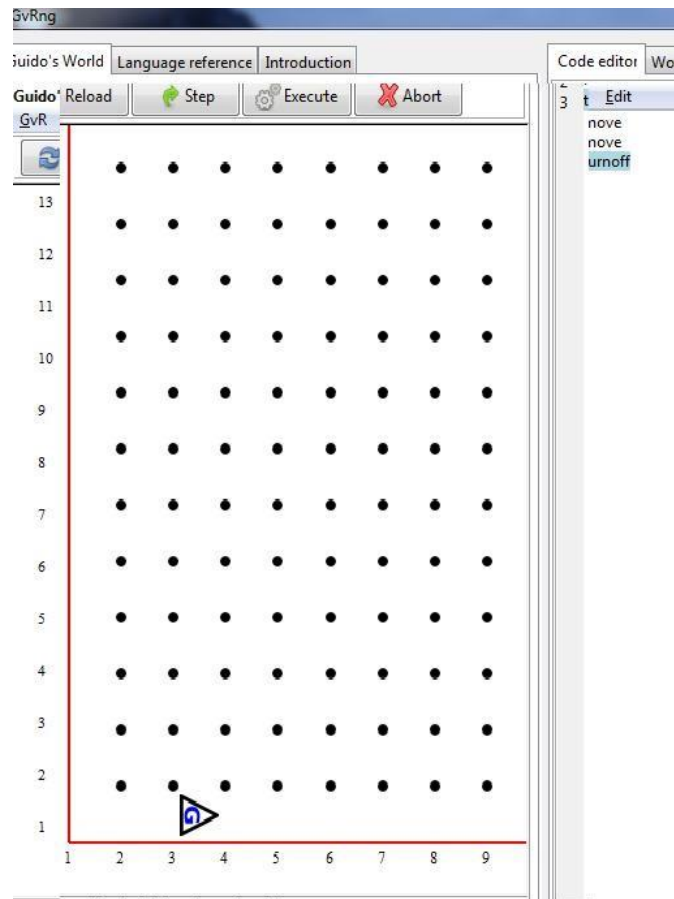 GvRng
Guido's World Language reference Introduction
Code editor Wo
Guido' Reload Step Execute Abort
GvR
3 t Edit
nove
nove
urnoff
13
12
11
10
9
8
7
6
5
4
3
2
1
G
1 2 3 4 5 6 7 8 9